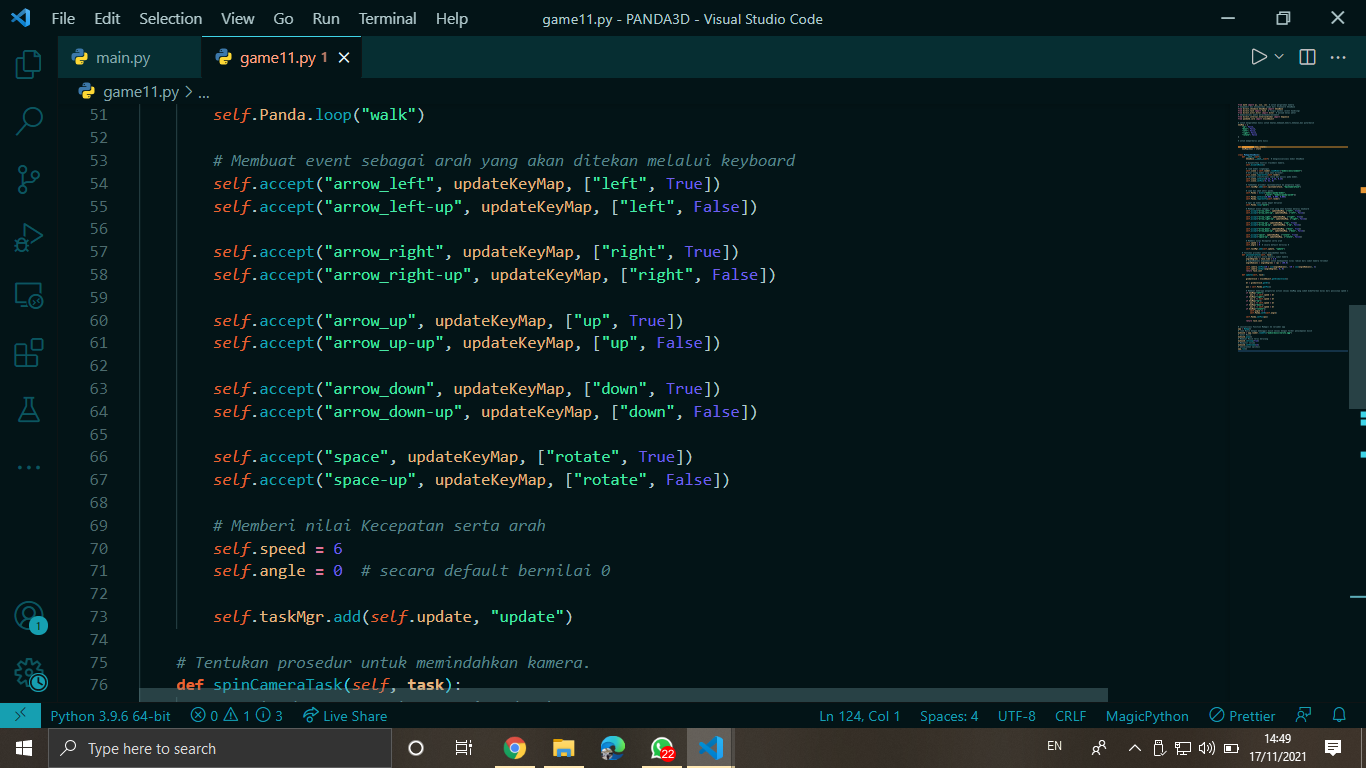 File Edit Selection View Go Run Terminal Help game11.py - PANDA3D - Visual Studio Code
main.py game11.py 1
game11.py > ...
51 self.Panda.loop("walk")
52
53 # Membuat event sebagai arah yang akan ditekan melalui keyboard
54 self.accept("arrow_left", updateKeyMap, ["left", True])
55 self.accept("arrow_left-up", updateKeyMap, ["left", False])
56
57 self.accept("arrow_right", updateKeyMap, ["right", True])
58 self.accept("arrow_right-up", updateKeyMap, ["right", False])
59
60 self.accept("arrow_up", updateKeyMap, ["up", True])
61 self.accept("arrow_up-up", updateKeyMap, ["up", False])
62
63 self.accept("arrow_down", updateKeyMap, ["down", True])
64 self.accept("arrow_down-up", updateKeyMap, ["down", False])
65
66 self.accept("space", updateKeyMap, ["rotate", True])
67 self.accept("space-up", updateKeyMap, ["rotate", False])
68
69 # Memberi nilai Kecepatan serta arah
70 self.speed = 6
71 self.angle = 0 # secara default bernilai 0
72
73 self.taskMgr.add(self.update, "update")
74
75 # Tentukan prosedur untuk memindahkan kamera.
76 def spinCameraTask(self, task):
1
Python 3.9.6 64-bit 0 1 3 Live Share Ln 124, Col 1 Spaces: 4 UTF-8 CRLF MagicPython Prettier
Type here to search 22 EN 14:49
17/11/2021